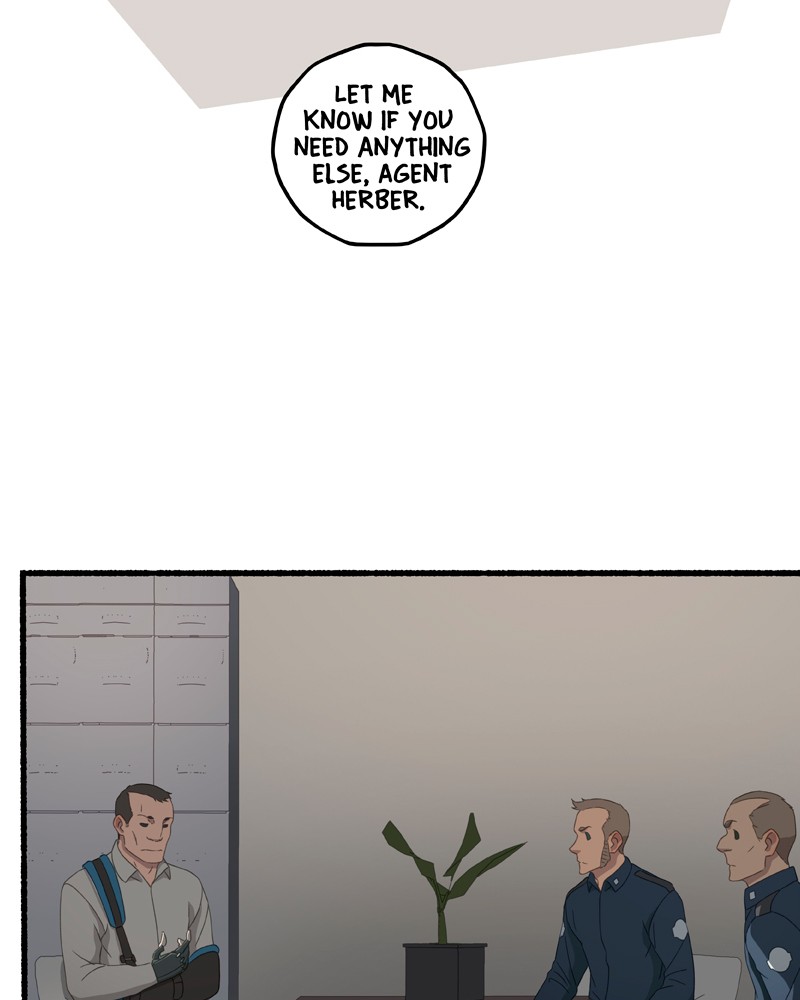 LET ME
KNOW IF YOU
NEED ANYTHING
ELSE, AGENT
HERBER.